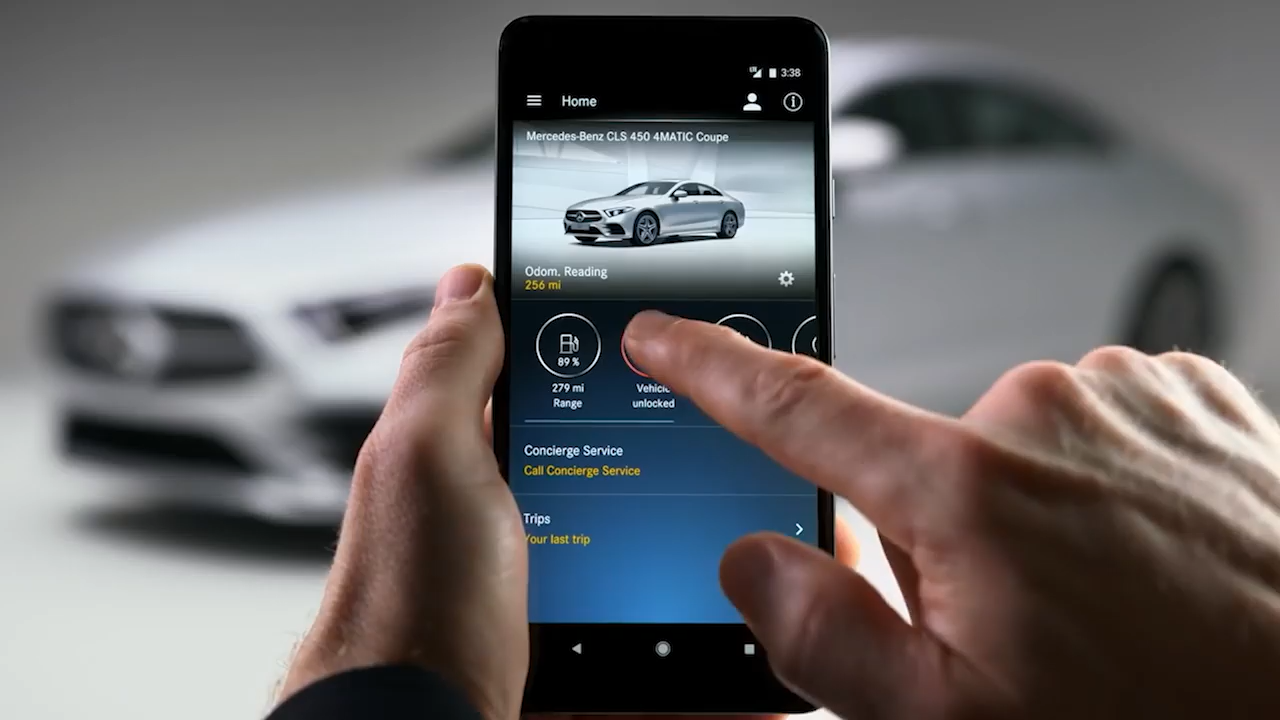 LTE 3:38
Home
Mercedes-Benz CLS 450 4MATIC Coupe
Odom. Reading
256 mi
89 %
279 mi
Range
unlocked
Concierge Service
Call Concierge Service
Trips
Your last trip